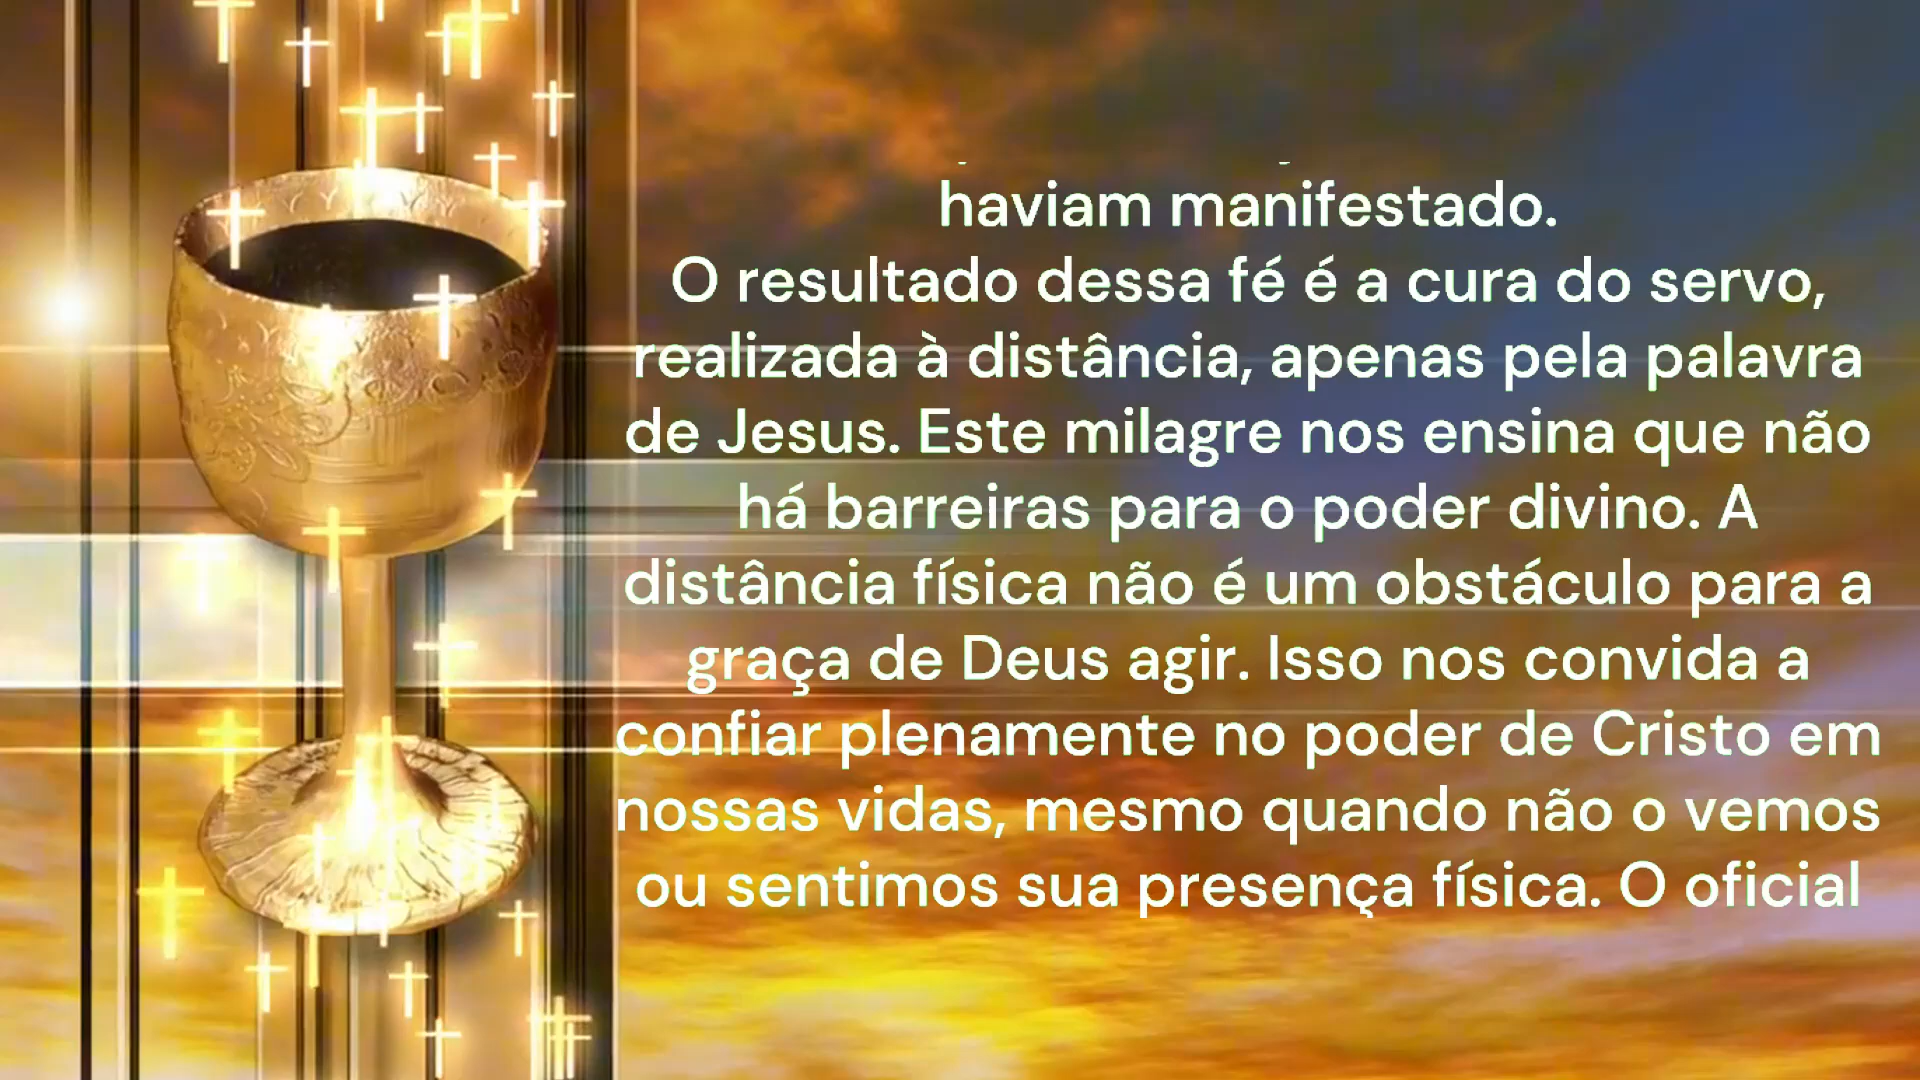 haviam manifestado.
O resultado dessa fé é a cura do servo,
realizada à distância, apenas pela palavra
de Jesus. Este milagre nos ensina que não
há barreiras para o poder divino. A
distância física não é um obstáculo para a
graça de Deus agir. Isso nos convida a
confiar plenamente no poder de Cristo em
nossas vidas, mesmo quando não o vemos
ou sentimos sua presença física. O oficial